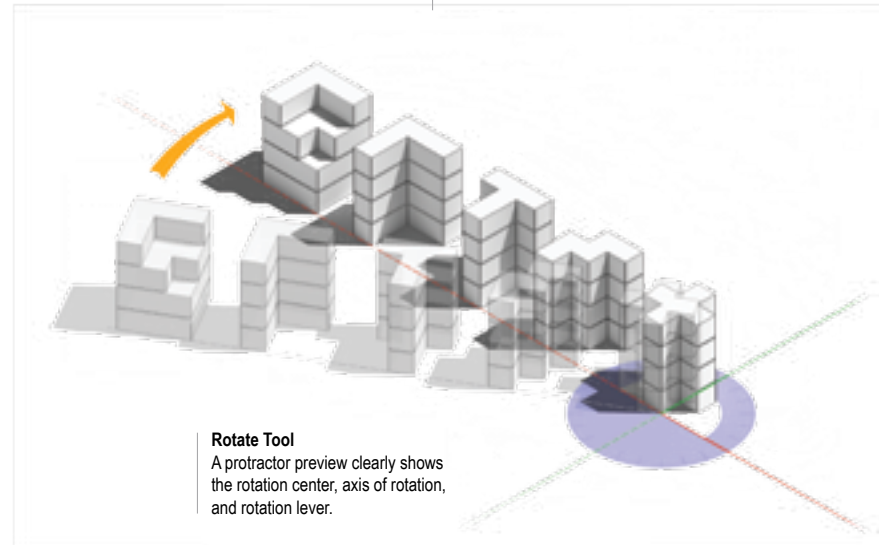 Rotate Tool
A protractor preview clearly shows
the rotation center, axis of rotation,
and rotation lever.